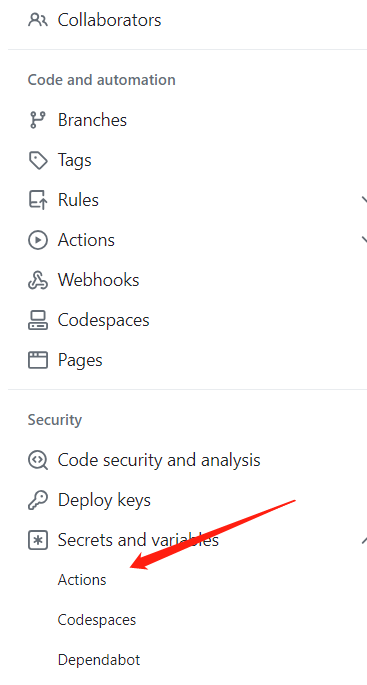 Collaborators
Code and automation
Branches
Tags
Rules
Actions
Webhooks
Codespaces
Pages
Security
Code security and analysis
Deploy keys
Secrets and variables
Actions
Codespaces
Dependabot